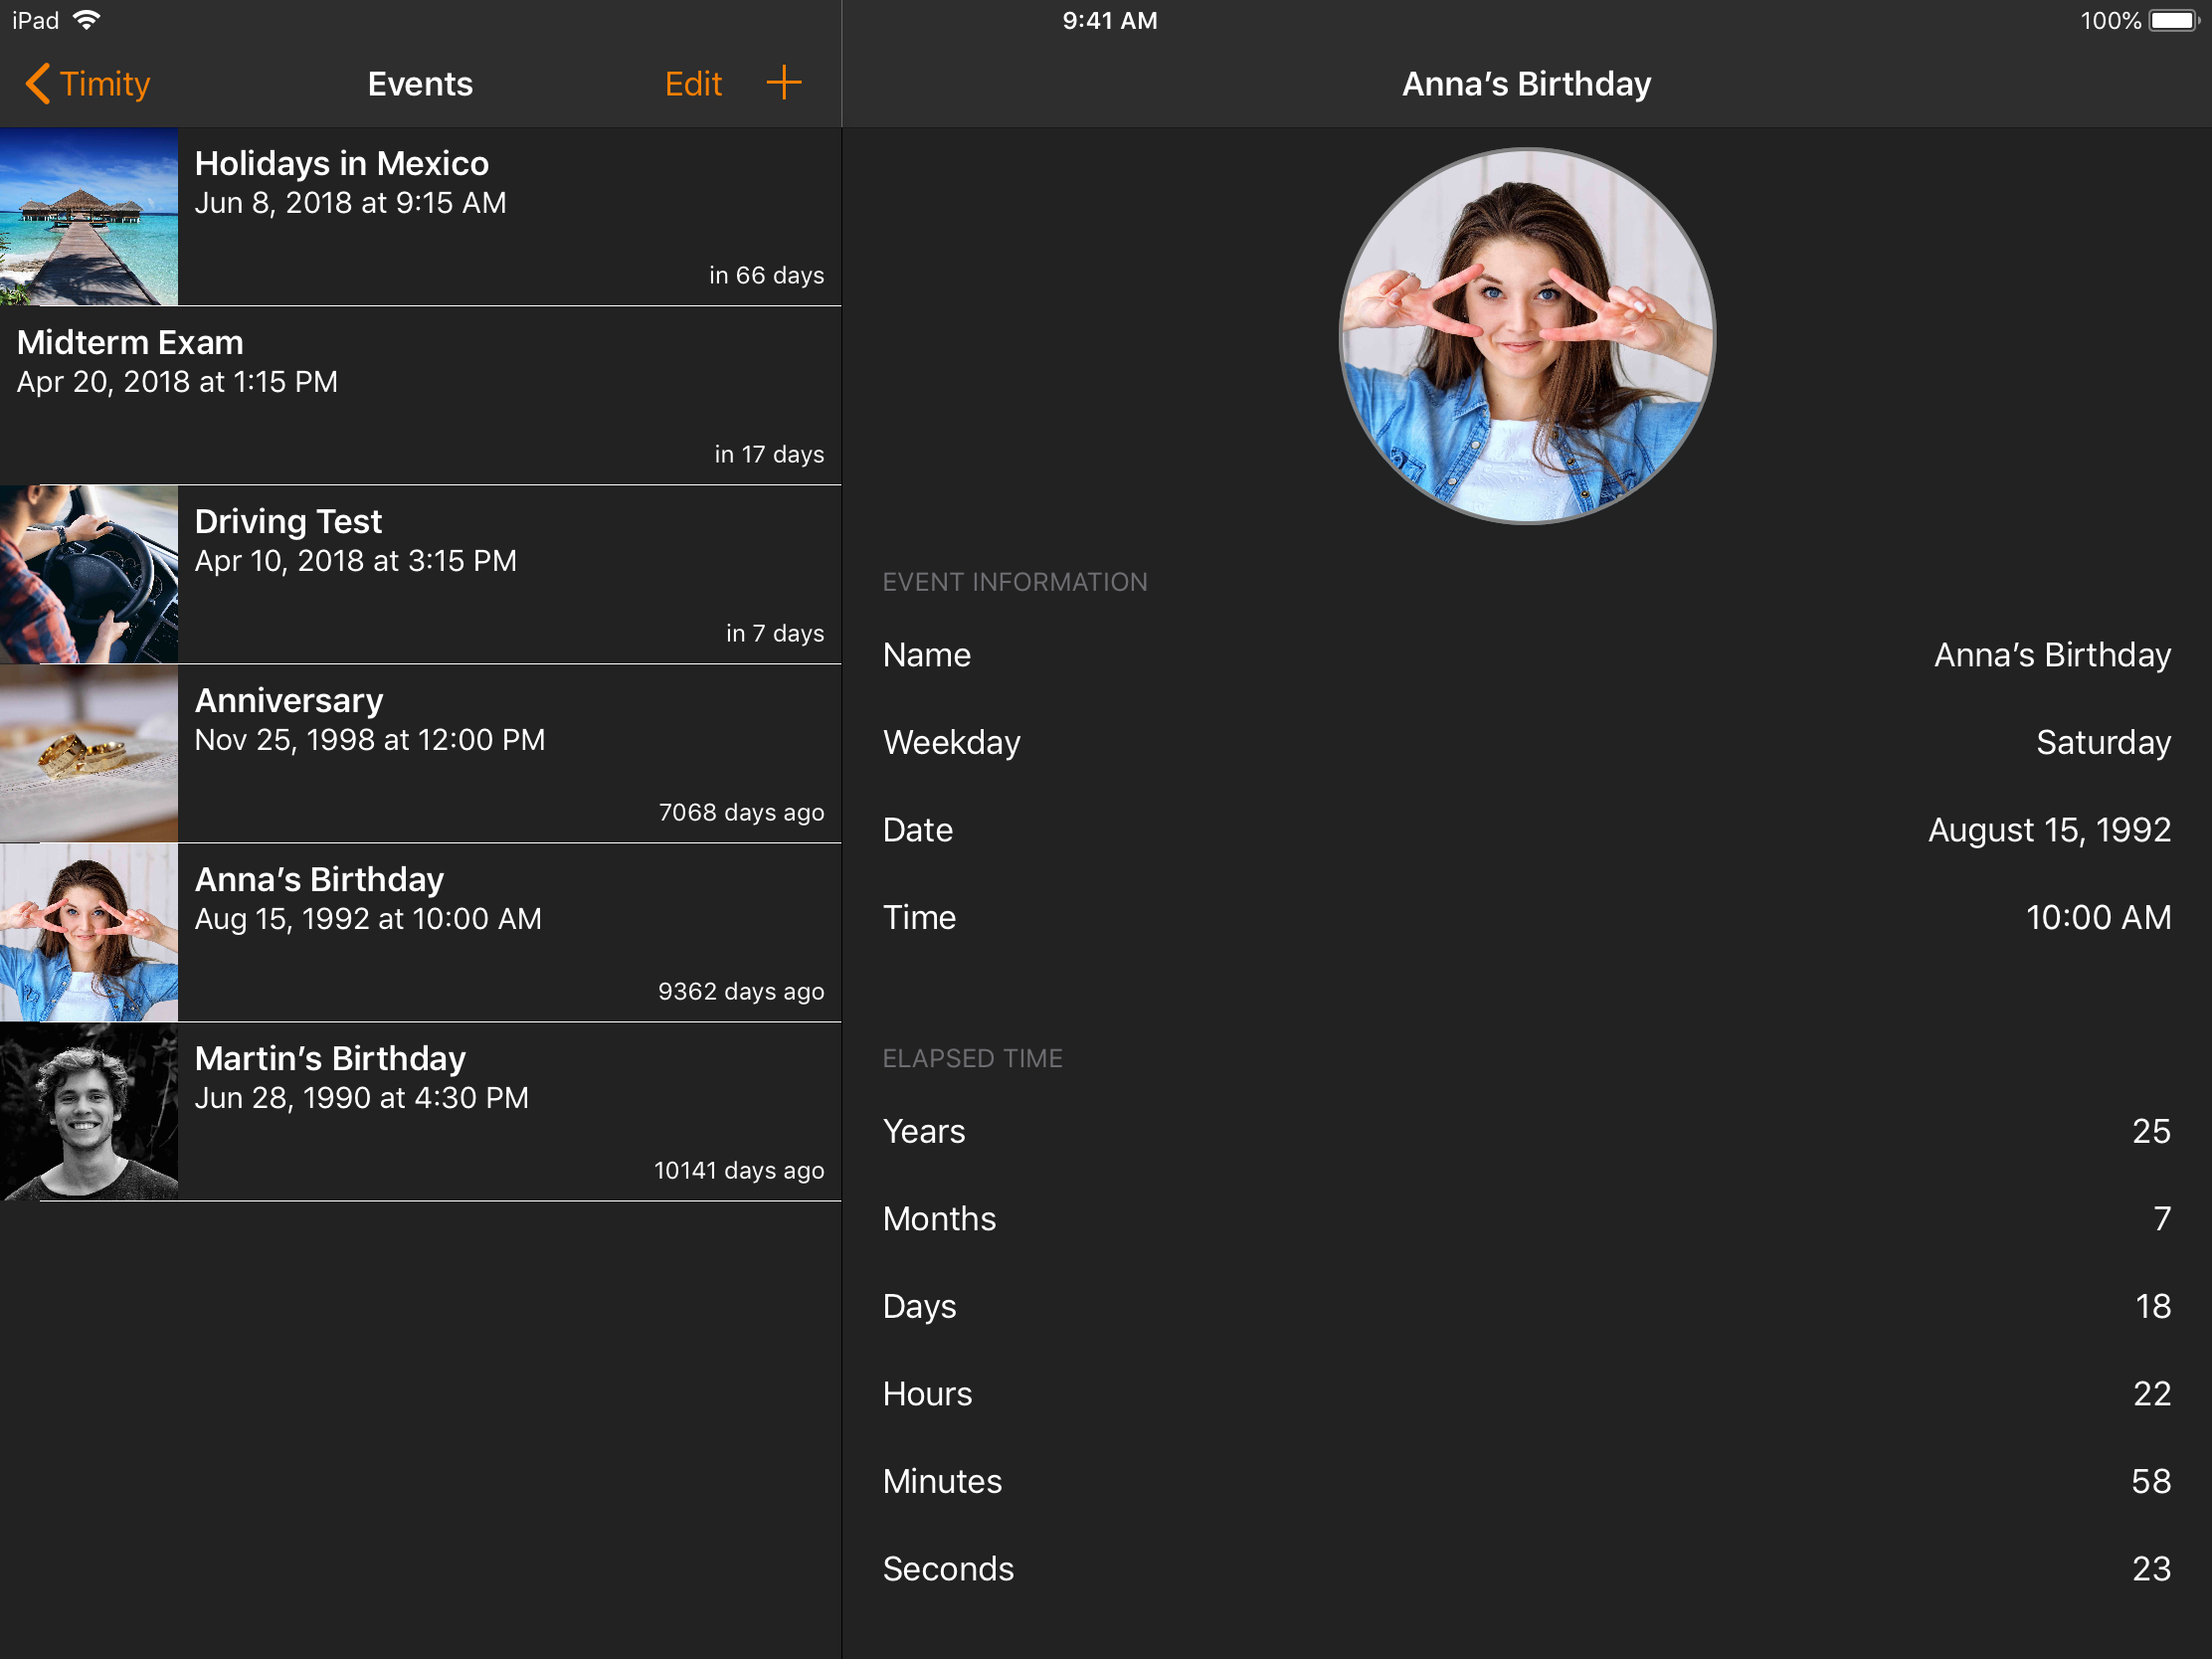 iPad
9:41 AM
100%
Timity
Events
Edit
Anna’s Birthday
Holidays in Mexico
Jun 8, 2018 at 9:15 AM
in 66 days
Midterm Exam
Apr 20, 2018 at 1:15 PM
in 17 days
Driving Test
Apr 10, 2018 at 3:15 PM
in 7 days
Anniversary
Nov 25, 1998 at 12:00 PM
7068 days ago
Anna’s Birthday
Aug 15, 1992 at 10:00 AM
9362 days ago
Martin’s Birthday
Jun 28, 1990 at 4:30 PM
10141 days ago
EVENT INFORMATION
Name Anna’s Birthday
Weekday Saturday
Date August 15, 1992
Time 10:00 AM
ELAPSED TIME
Years 25
Months 7
Days 18
Hours 22
Minutes 58
Seconds 23